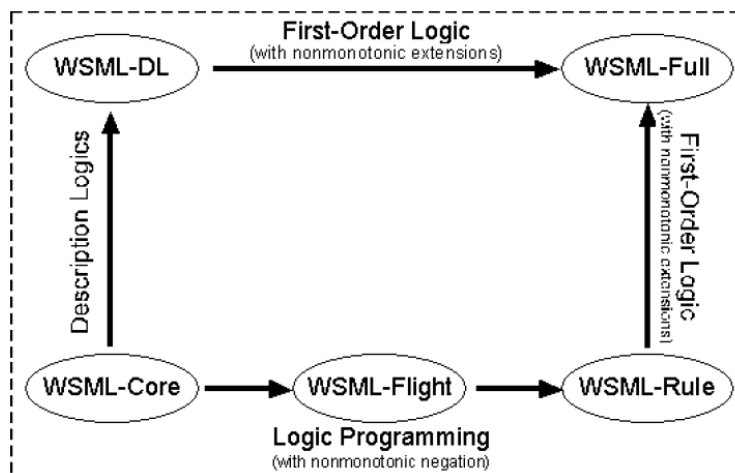 First-Order Logic
(with nonmonotonic extensions)
WSML-DL
WSML-Full
Description Logics
First-Order Logic
(with nonmonotonic extensions)
WSML-Core
WSML-Flight
WSML-Rule
Logic Programming
(with nonmonotonic negation)